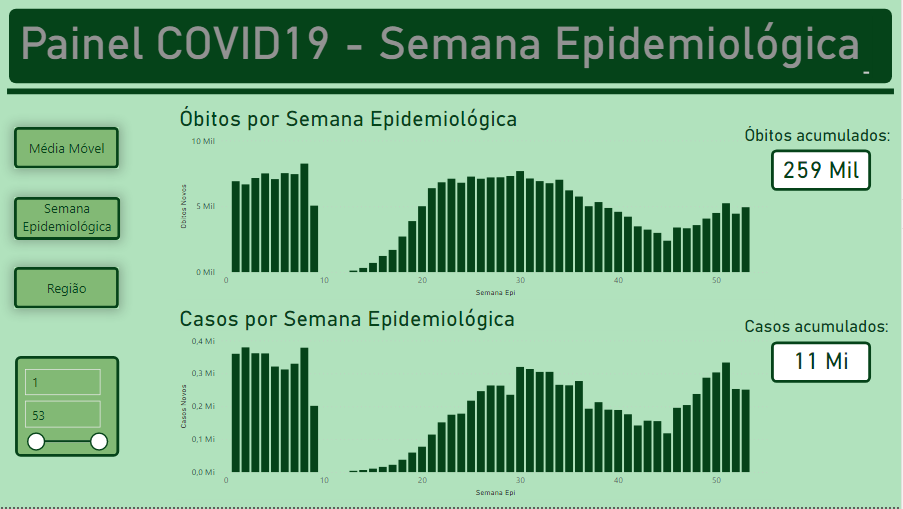 Painel COVID19 - Semana Epidemiológica
Média Móvel
Semana
Epidemiológica
Região
1
53
Óbitos por Semana Epidemiológica
10 Mil
5 Mil
0 Mil
Óbitos Novos
0 10 20 30 40 50
Semana Epi
Óbitos acumulados:
259 Mil
Casos por Semana Epidemiológica
0,4 Mi
0,3 Mi
0,2 Mi
0,1 Mi
0,0 Mi
Casos Novos
0 10 20 30 40 50
Semana Epi
Casos acumulados:
11 Mi